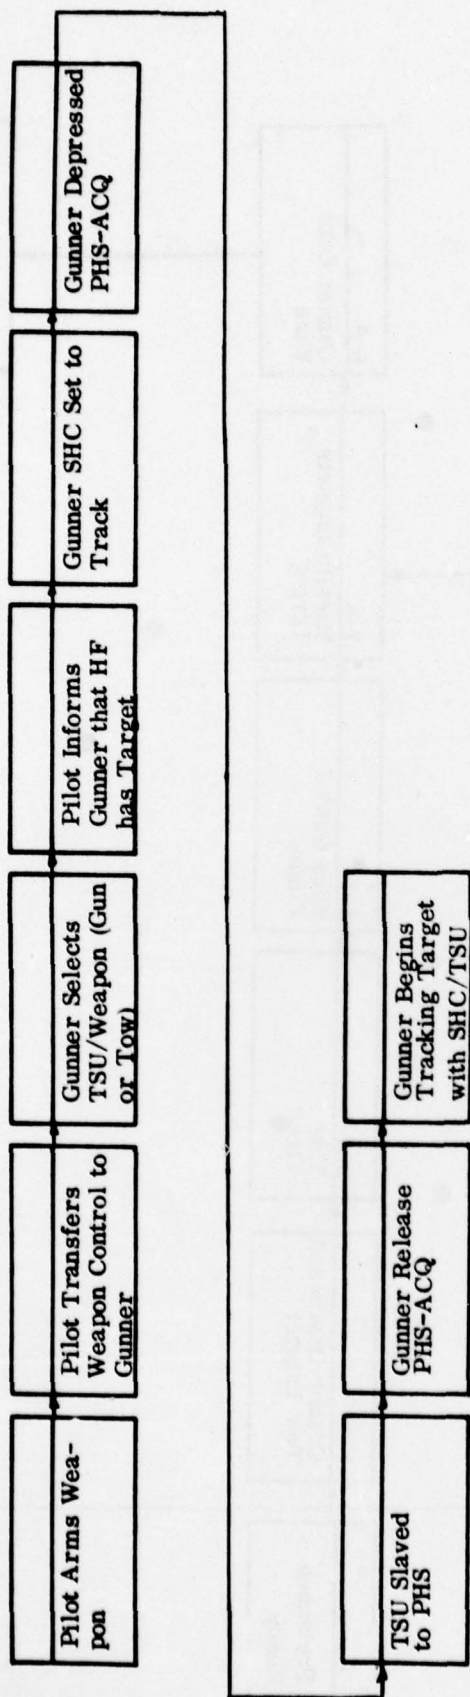 Pilot Arms Wea-
pon
Pilot Transfers
Weapon Control to
Gunner
Gunner Selects
TSU/Weapon (Gun
or Tow)
Pilot Informs
Gunner that HF
has Target
Gunner SHC Set to
Track
Gunner Depressed
PHS-ACQ
TSU Slaved
to PHS
Gunner Release
PHS-ACQ
Gunner Begins
Tracking Target
with SHC/TSU